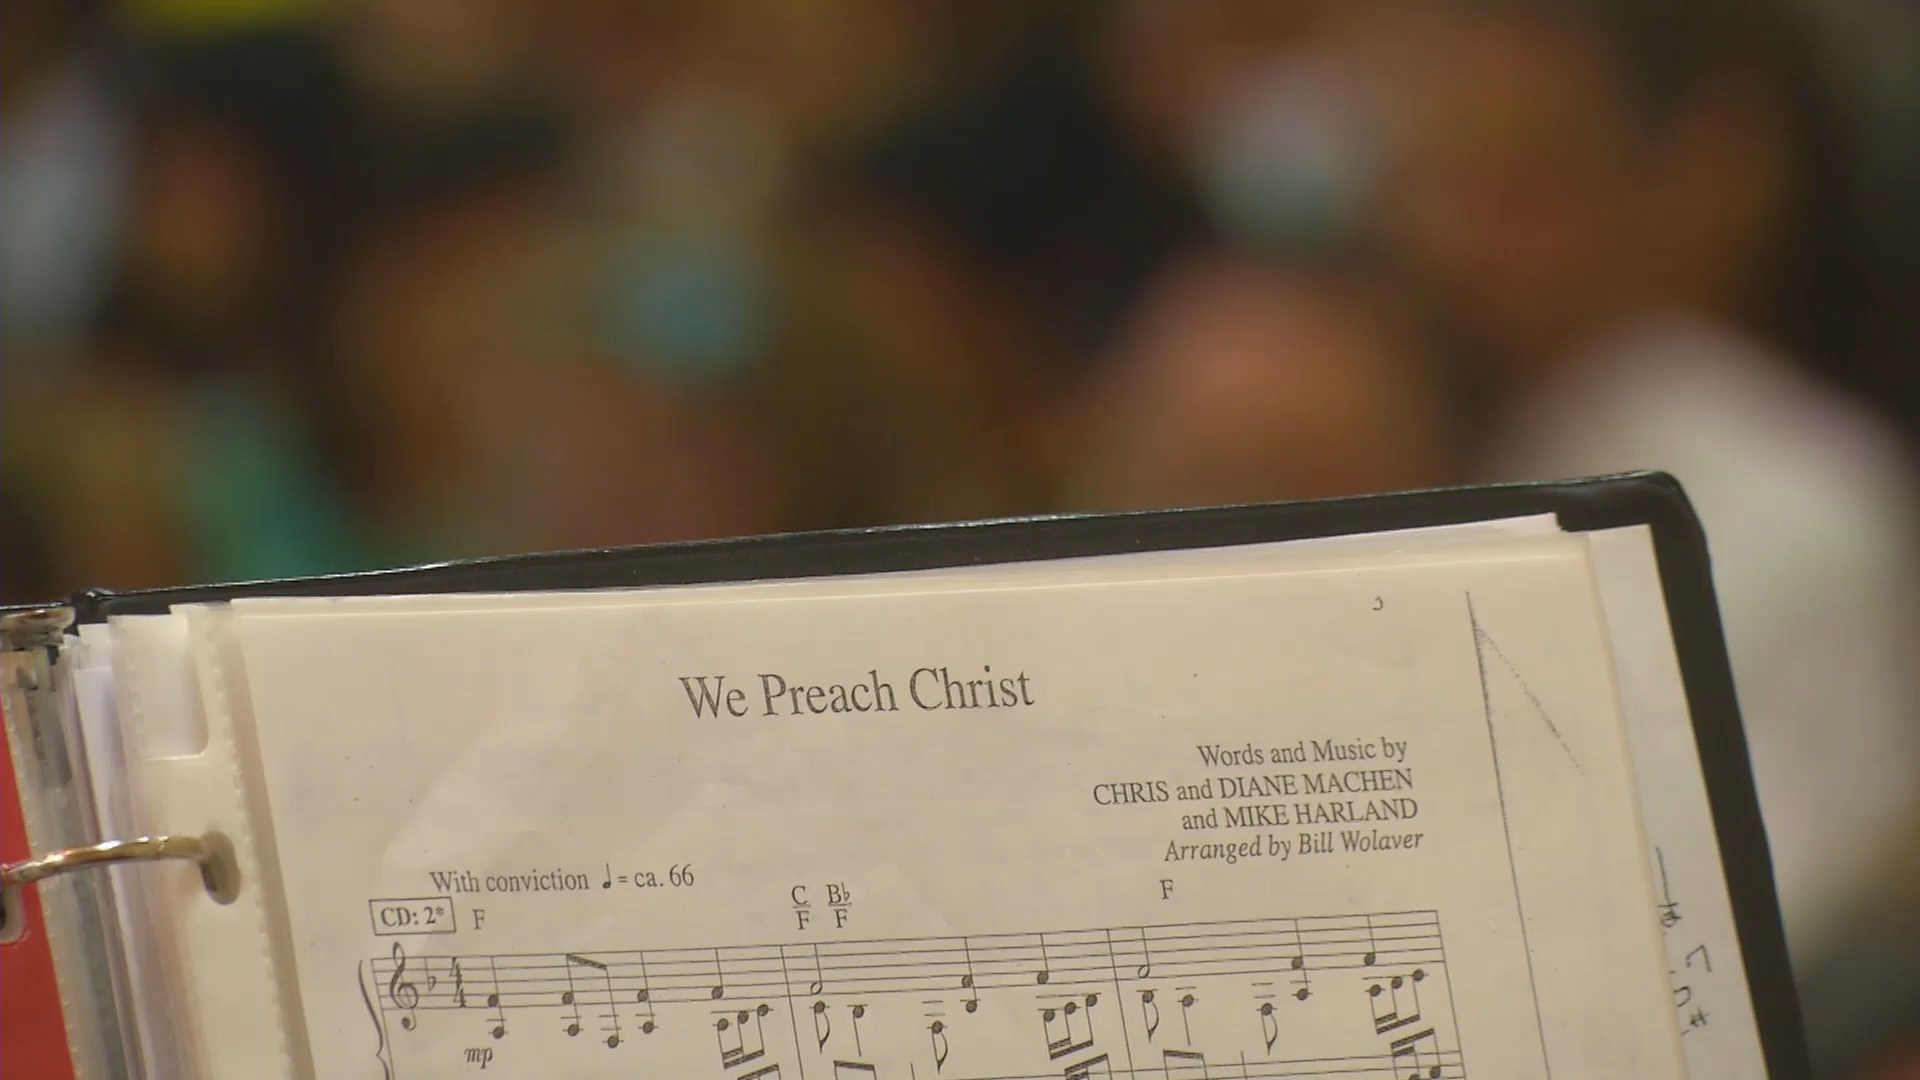 3
We Preach Christ
Words and Music by
CHRIS and DIANE MACHEN
and MIKE HARLAND
Arranged by Bill Wolaver
With conviction ♩ = ca. 66
CD: 2* F C/F B♭/F F
mp